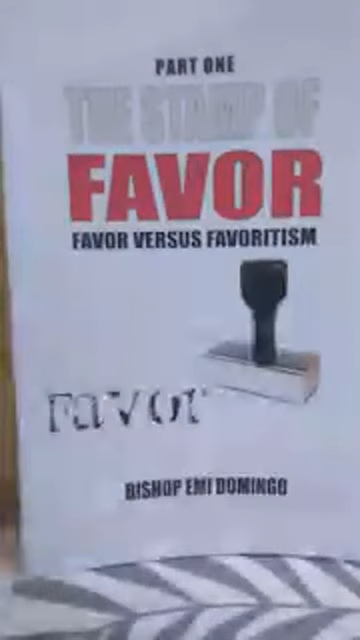 PART ONE
THE STAMP OF
FAVOR
FAVOR VERSUS FAVORITISM
Favor
BISHOP EMI DOMINGO